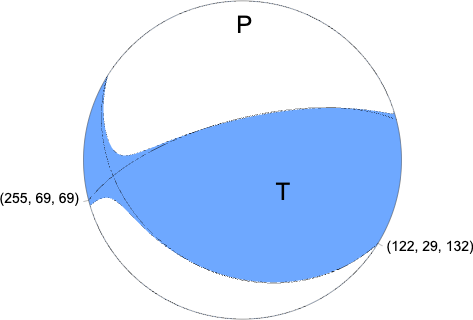 P
T
(255, 69, 69)
(122, 29, 132)